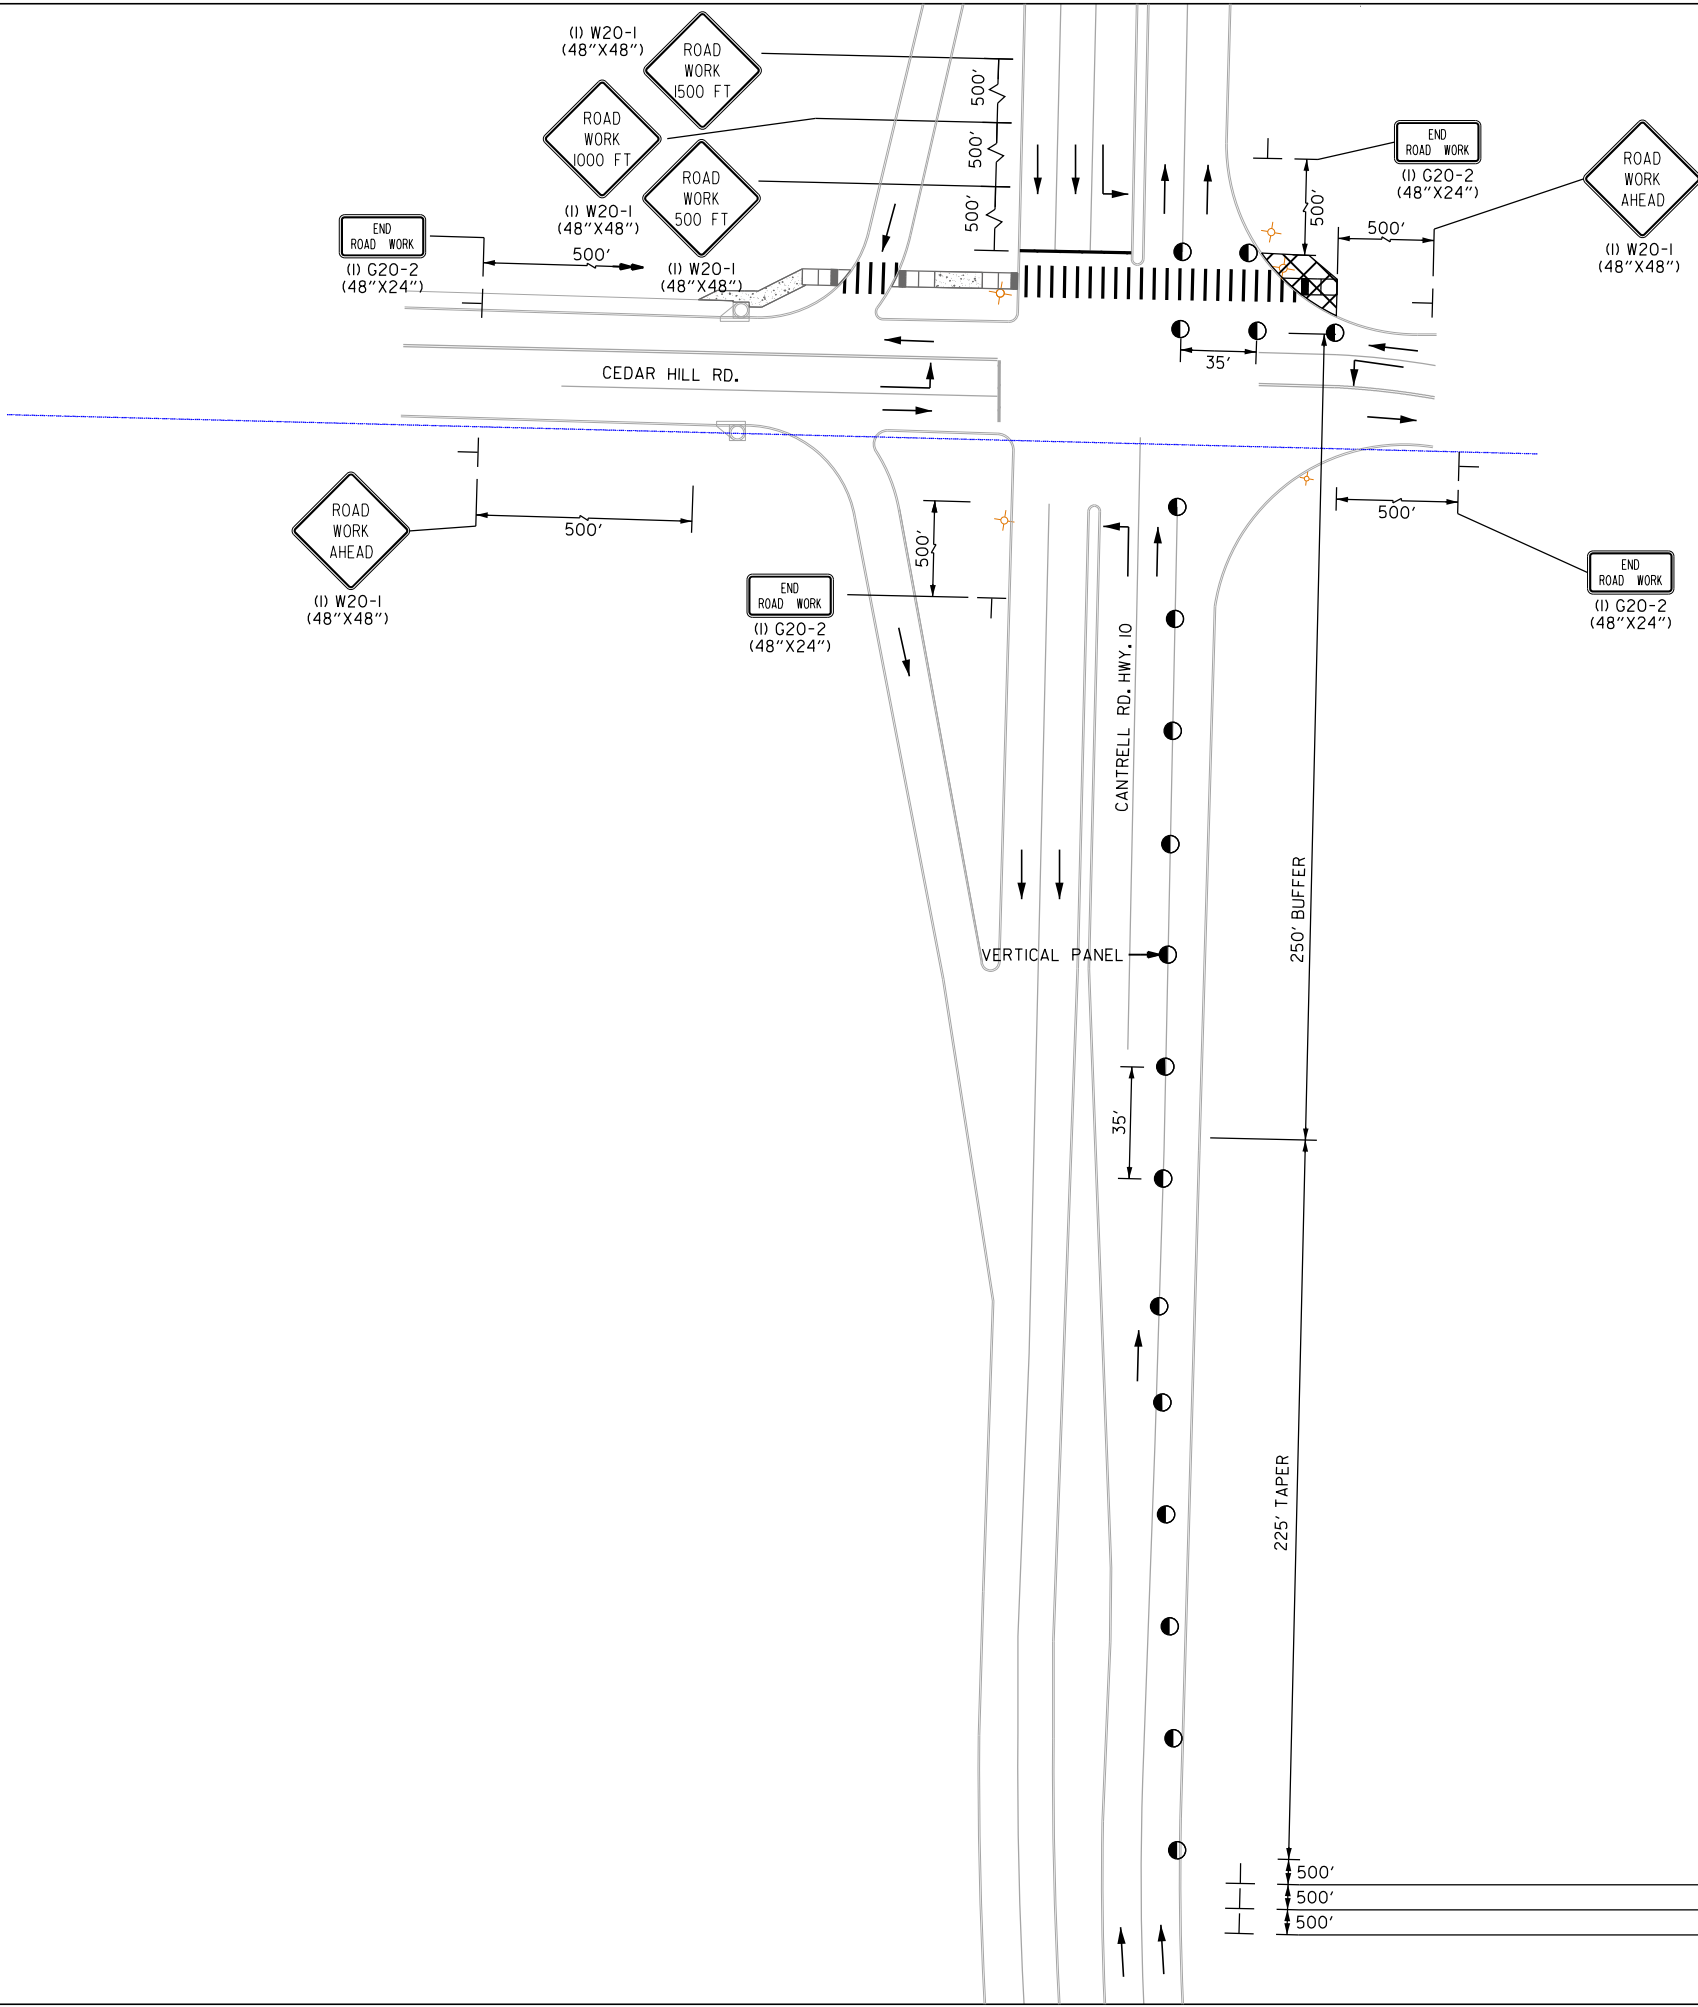 (1) W20-1
(48"X48")
ROAD
WORK
1500 FT
ROAD
WORK
1000 FT
(1) W20-1
(48"X48")
ROAD
WORK
500 FT
(1) W20-1
(48"X48")
500'
500'
500'
END
ROAD WORK
(1) G20-2
(48"X24")
500'
END
ROAD WORK
(1) G20-2
(48"X24")
500'
500'
ROAD
WORK
AHEAD
(1) W20-1
(48"X48")
35'
CEDAR HILL RD.
ROAD
WORK
AHEAD
(1) W20-1
(48"X48")
500'
500'
END
ROAD WORK
(1) G20-2
(48"X24")
500'
END
ROAD WORK
(1) G20-2
(48"X24")
CANTRELL RD. HWY. 10
VERTICAL PANEL
250' BUFFER
35'
225' TAPER
500'
500'
500'